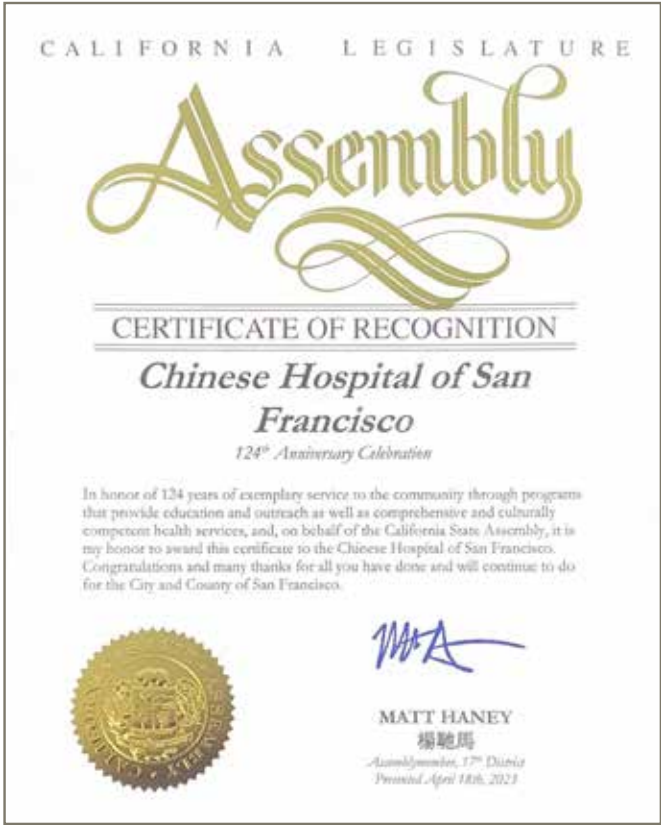 CALIFORNIA LEGISLATURE
Assembly
CERTIFICATE OF RECOGNITION
Chinese Hospital of San
Francisco
124th Anniversary Celebration
In honor of 124 years of exemplary service to the community through programs
that provide education and outreach as well as comprehensive and culturally
competent health services, and, on behalf of the California State Assembly, it is
my honor to award this certificate to the Chinese Hospital of San Francisco.
Congratulations and many thanks for all you have done and will continue to do
for the City and County of San Francisco.
MATT HANEY
楊馳馬
Assemblymember, 17th District
Presented April 18th, 2023